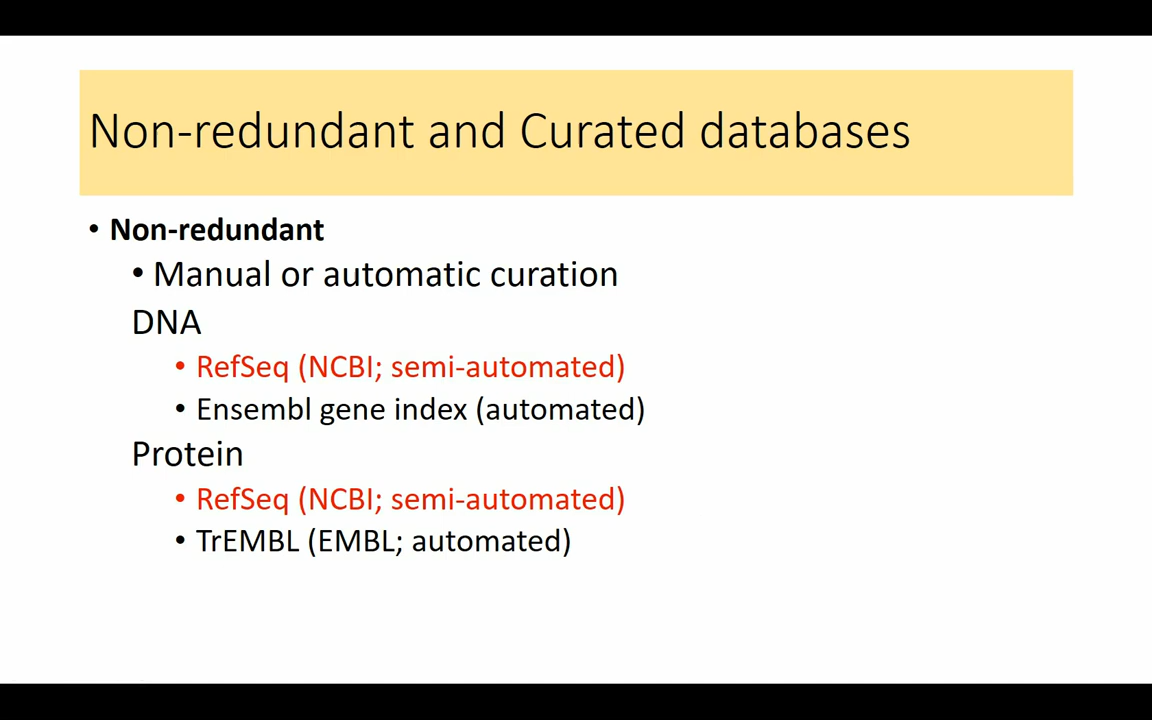 Non-redundant and Curated databases
• Non-redundant
• Manual or automatic curation
DNA
• RefSeq (NCBI; semi-automated)
• Ensembl gene index (automated)
Protein
• RefSeq (NCBI; semi-automated)
• TrEMBL (EMBL; automated)